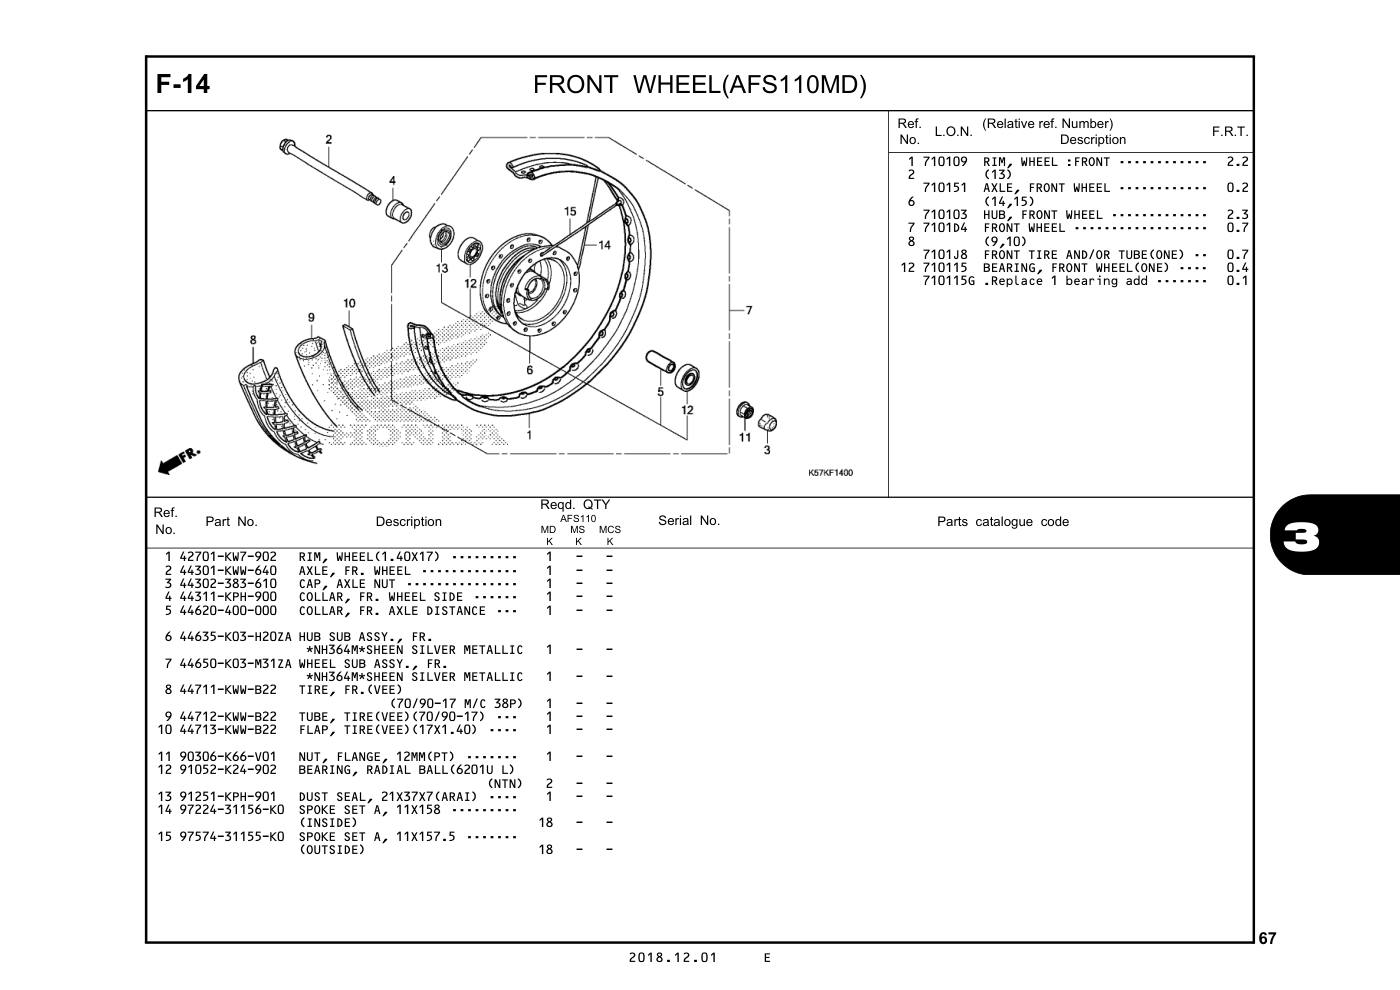 F-14
FRONT WHEEL(AFS110MD)
2
4
15
14
13
12
7
10
9
8
6
5
12
1
11
3
HONDA
FR.
K57KF1400
Ref. No. L.O.N. (Relative ref. Number) Description F.R.T.
1 710109 RIM, WHEEL :FRONT ············ 2.2
2 (13)
710151 AXLE, FRONT WHEEL ············ 0.2
6 (14,15)
710103 HUB, FRONT WHEEL ············· 2.3
7 7101D4 FRONT WHEEL ·················· 0.7
8 (9,10)
7101J8 FRONT TIRE AND/OR TUBE(ONE) ·· 0.7
12 710115 BEARING, FRONT WHEEL(ONE) ···· 0.4
710115G .Replace 1 bearing add ······· 0.1
Ref. No. Part No. Description Reqd. QTY Serial No. Parts catalogue code
AFS110
MD MS MCS
K K K
1 42701-KW7-902 RIM, WHEEL(1.40X17) ········· 1 – –
2 44301-KWW-640 AXLE, FR. WHEEL ············· 1 – –
3 44302-383-610 CAP, AXLE NUT ··············· 1 – –
4 44311-KPH-900 COLLAR, FR. WHEEL SIDE ······ 1 – –
5 44620-400-000 COLLAR, FR. AXLE DISTANCE ··· 1 – –
6 44635-K03-H20ZA HUB SUB ASSY., FR.
*NH364M*SHEEN SILVER METALLIC 1 – –
7 44650-K03-M31ZA WHEEL SUB ASSY., FR.
*NH364M*SHEEN SILVER METALLIC 1 – –
8 44711-KWW-B22 TIRE, FR.(VEE)
(70/90-17 M/C 38P) 1 – –
9 44712-KWW-B22 TUBE, TIRE(VEE)(70/90-17) ··· 1 – –
10 44713-KWW-B22 FLAP, TIRE(VEE)(17X1.40) ···· 1 – –
11 90306-K66-V01 NUT, FLANGE, 12MM(PT) ······· 1 – –
12 91052-K24-902 BEARING, RADIAL BALL(6201U L)
(NTN) 2 – –
13 91251-KPH-901 DUST SEAL, 21X37X7(ARAI) ···· 1 – –
14 97224-31156-K0 SPOKE SET A, 11X158 ·········
(INSIDE) 18 – –
15 97574-31155-K0 SPOKE SET A, 11X157.5 ·······
(OUTSIDE) 18 – –
3
67
2018.12.01 E